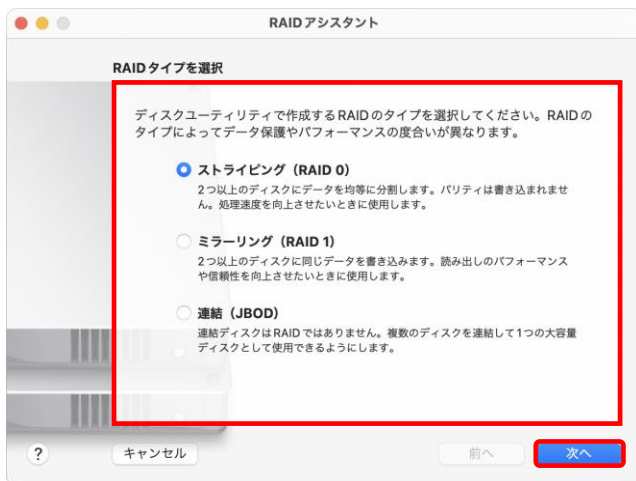 RAIDアシスタント
RAIDタイプを選択
ディスクユーティリティで作成するRAIDのタイプを選択してください。RAIDの
タイプによってデータ保護やパフォーマンスの度合いが異なります。
ストライピング（RAID 0）
2つ以上のディスクにデータを均等に分割します。パリティは書き込まれませ
ん。処理速度を向上させたいときに使用します。
ミラーリング（RAID 1）
2つ以上のディスクに同じデータを書き込みます。読み出しのパフォーマンス
や信頼性を向上させたいときに使用します。
連結（JBOD）
連結ディスクはRAIDではありません。複数のディスクを連結して1つの大容量
ディスクとして使用できるようにします。
? キャンセル 前へ 次へ